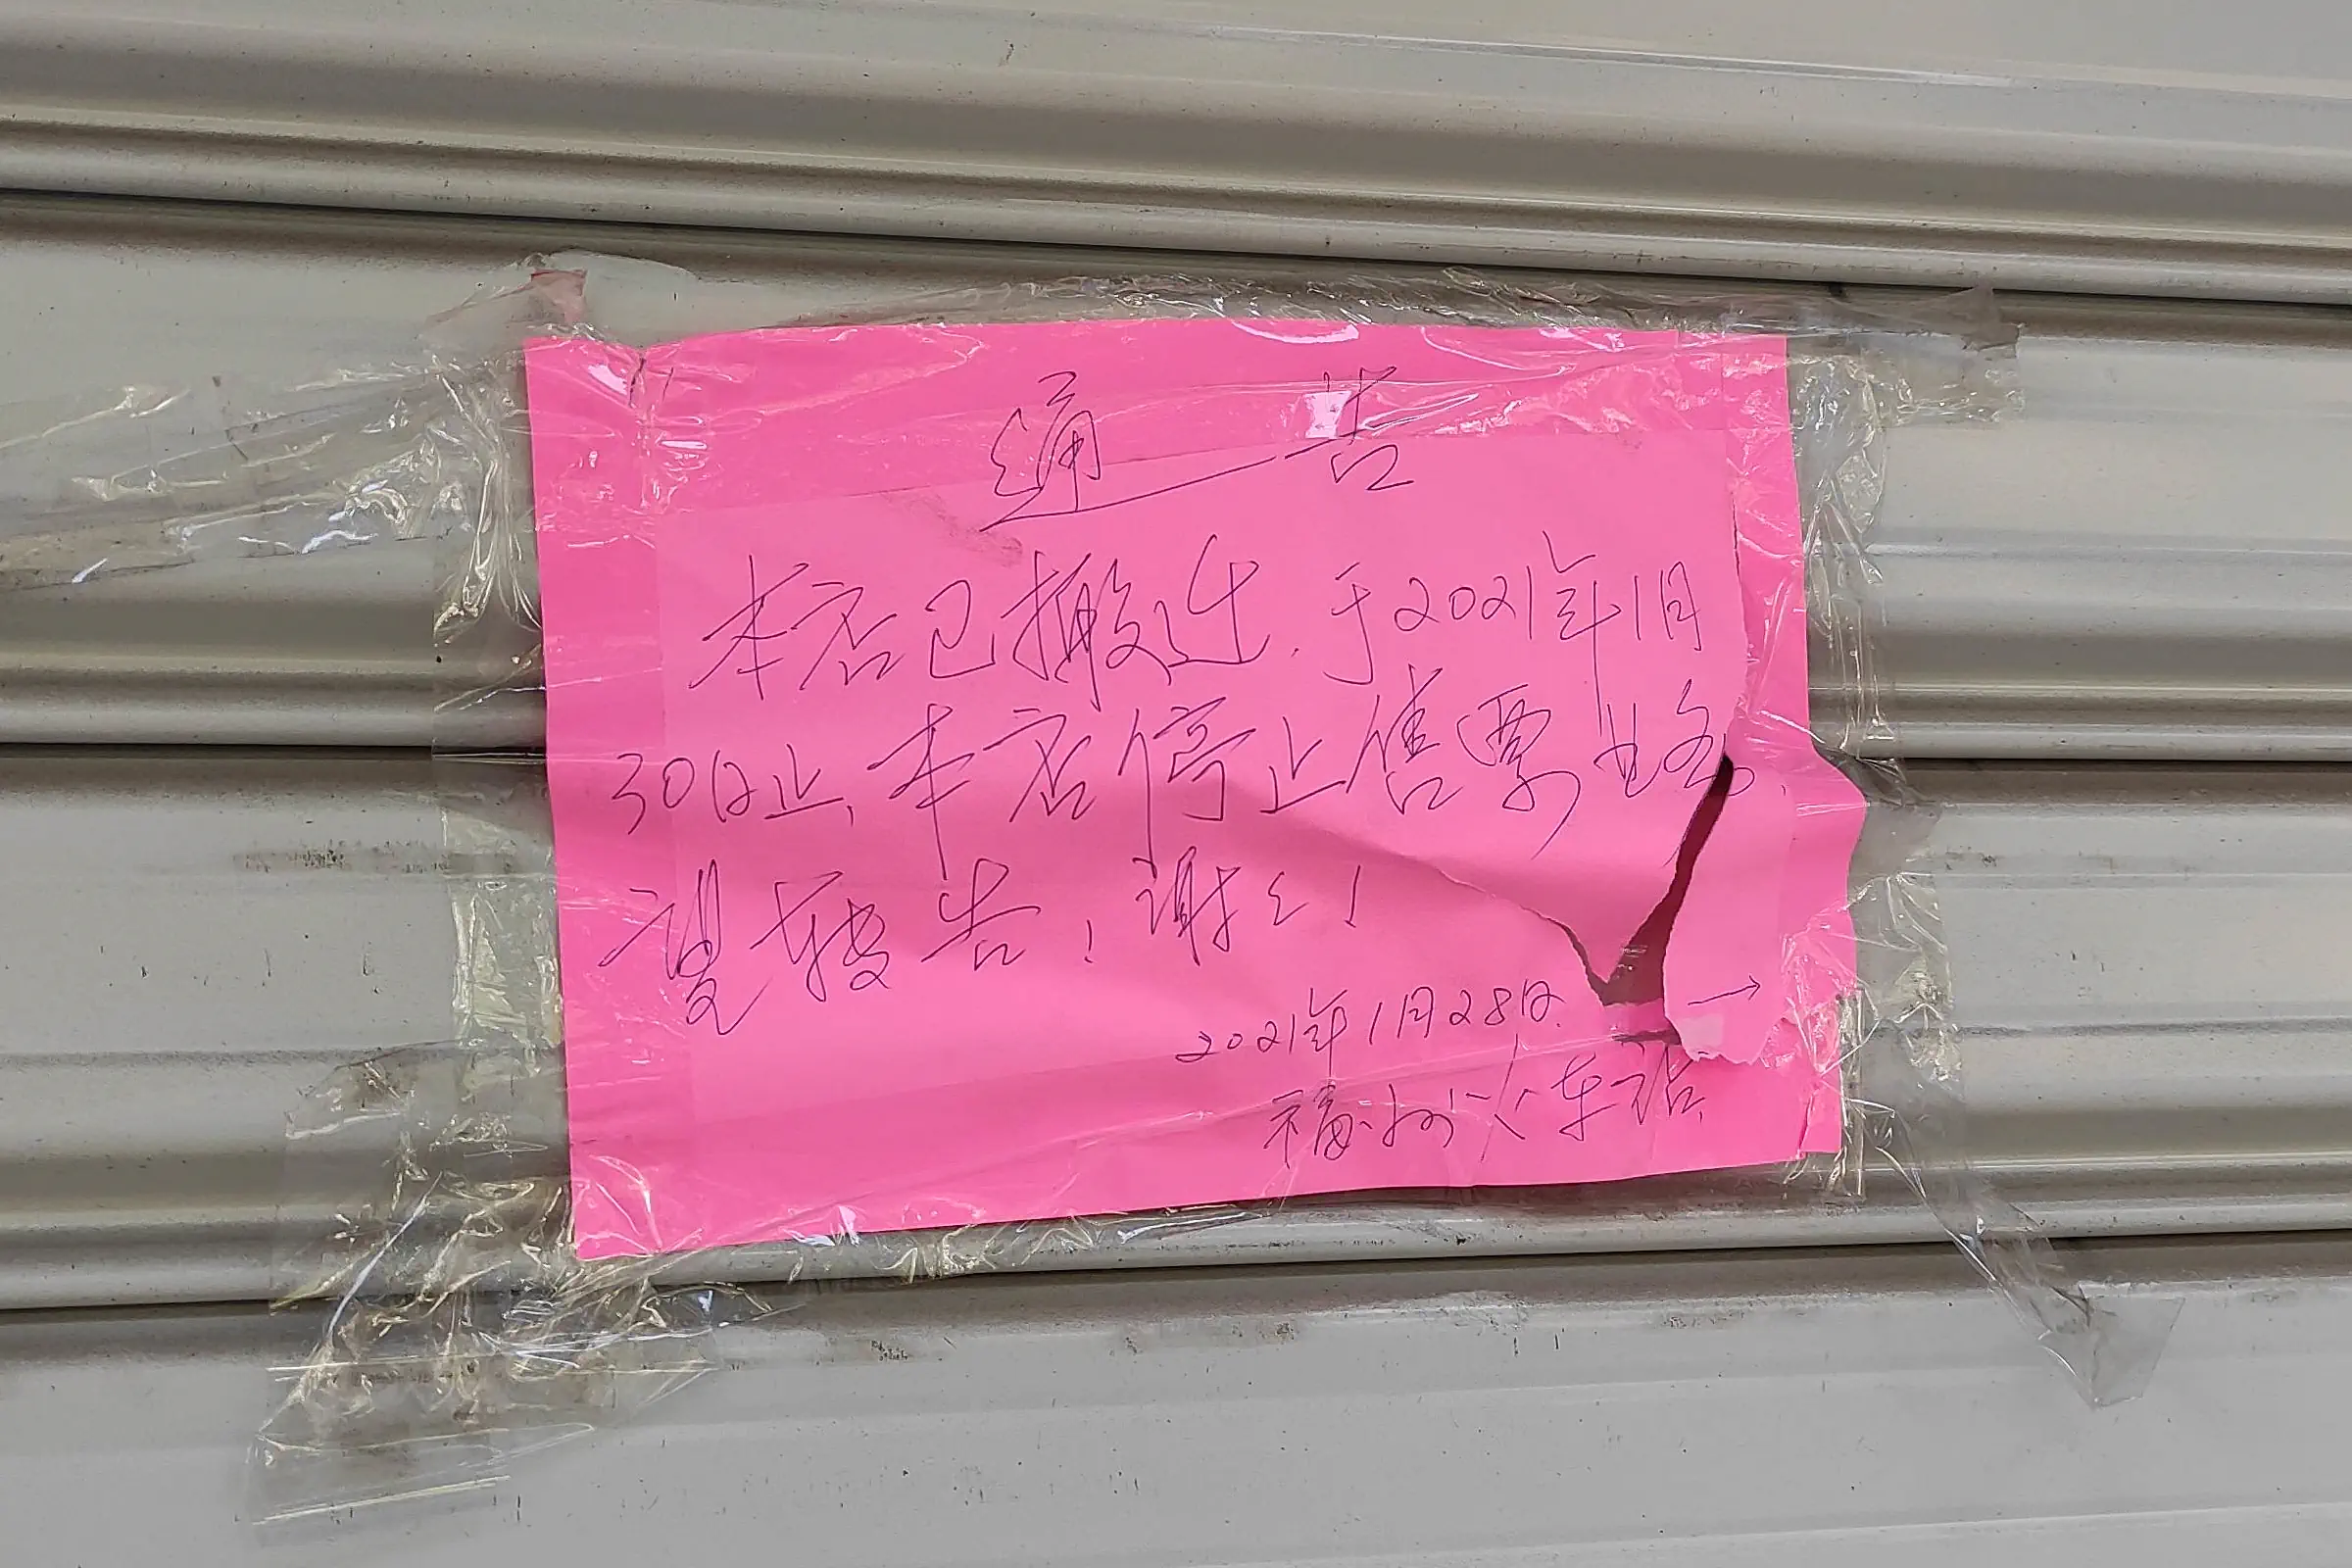 通告
本店已搬迁.于2021年1月
30日止、本店停止售票业务、
望转告!谢々!
2021年1月28日.
→
福州火车站